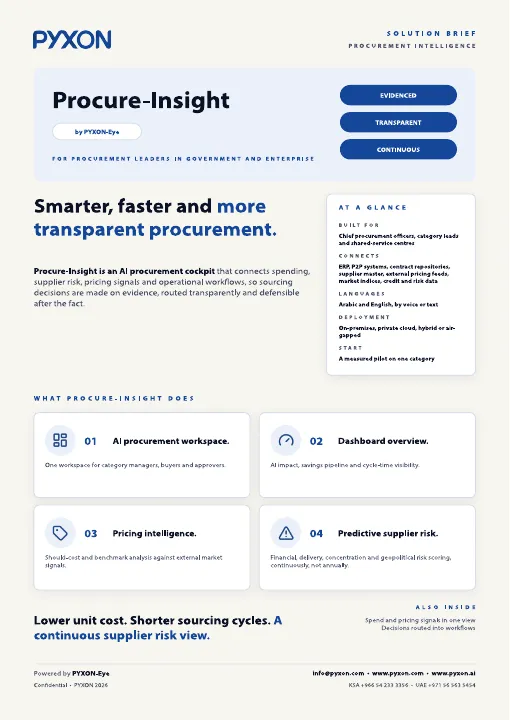 PYXON
SOLUTION BRIEF
PROCUREMENT INTELLIGENCE
Procure-Insight
by PYXON-Eye
FOR PROCUREMENT LEADERS IN GOVERNMENT AND ENTERPRISE
EVIDENCED
TRANSPARENT
CONTINUOUS
Smarter, faster and more
transparent procurement.
Procure-Insight is an AI procurement cockpit that connects spending,
supplier risk, pricing signals and operational workflows, so sourcing
decisions are made on evidence, routed transparently and defensible
after the fact.
AT A GLANCE
BUILT FOR
Chief procurement officers, category leads
and shared-service centres
CONNECTS
ERP, P2P systems, contract repositories,
supplier master, external pricing feeds,
market indices, credit and risk data
LANGUAGES
Arabic and English, by voice or text
DEPLOYMENT
On-premises, private cloud, hybrid or air-
gapped
START
A measured pilot on one category
WHAT PROCURE-INSIGHT DOES
01 AI procurement workspace.
One workspace for category managers, buyers and approvers.
02 Dashboard overview.
AI impact, savings pipeline and cycle-time visibility.
03 Pricing intelligence.
Should-cost and benchmark analysis against external market
signals.
04 Predictive supplier risk.
Financial, delivery, concentration and geopolitical risk scoring,
continuously, not annually.
Lower unit cost. Shorter sourcing cycles. A
continuous supplier risk view.
ALSO INSIDE
Spend and pricing signals in one view
Decisions routed into workflows
Powered by PYXON-Eye
Confidential • PYXON 2026
info@pyxon.com • www.pyxon.com • www.pyxon.ai
KSA +966 54 233 3356 • UAE +971 56 563 5454